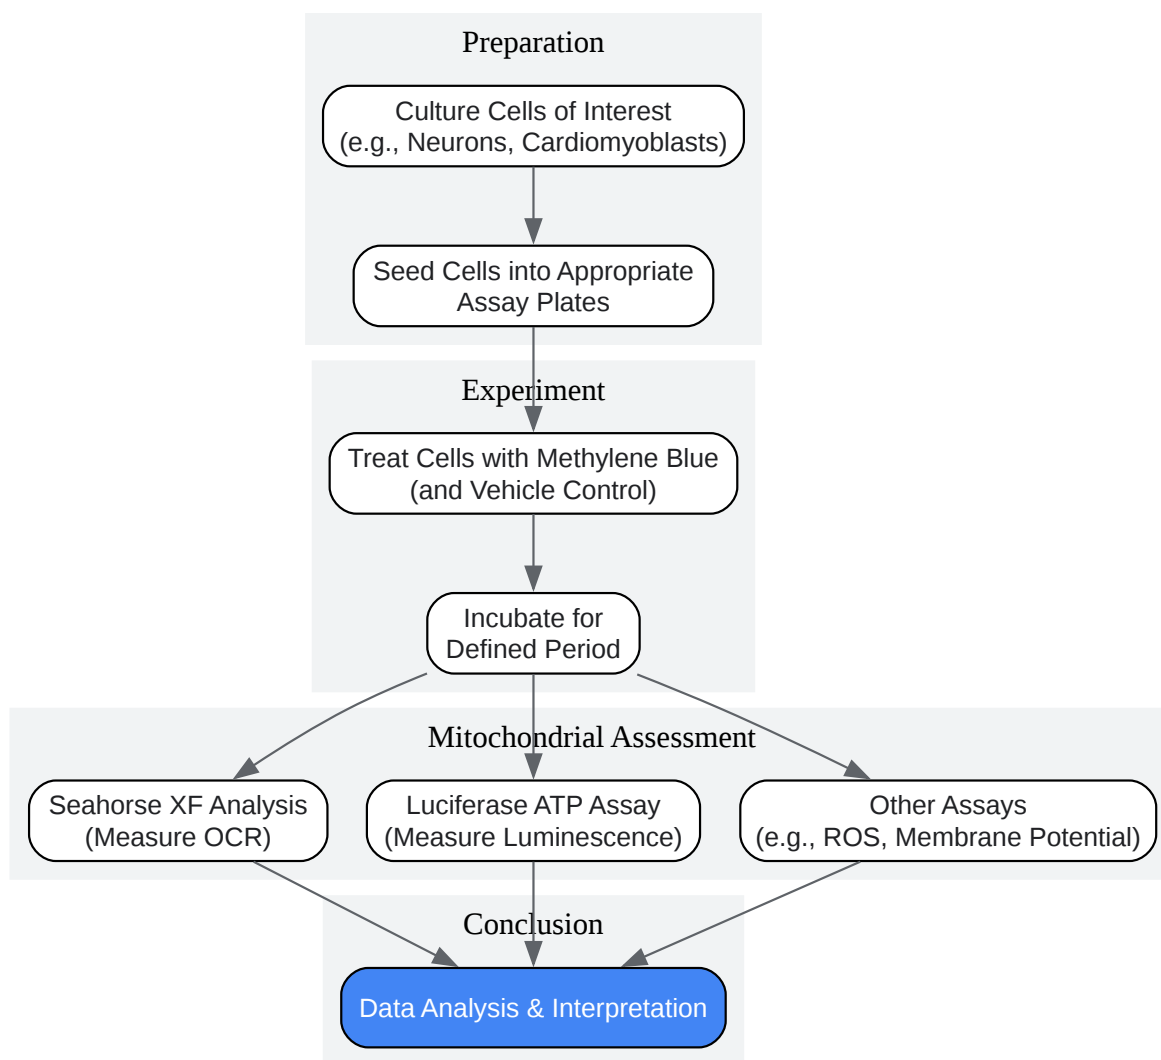 Preparation
Culture Cells of Interest
(e.g., Neurons, Cardiomyoblasts)
Seed Cells into Appropriate
Assay Plates
Experiment
Treat Cells with Methylene Blue
(and Vehicle Control)
Incubate for
Defined Period
Mitochondrial Assessment
Seahorse XF Analysis
(Measure OCR)
Luciferase ATP Assay
(Measure Luminescence)
Other Assays
(e.g., ROS, Membrane Potential)
Conclusion
Data Analysis & Interpretation